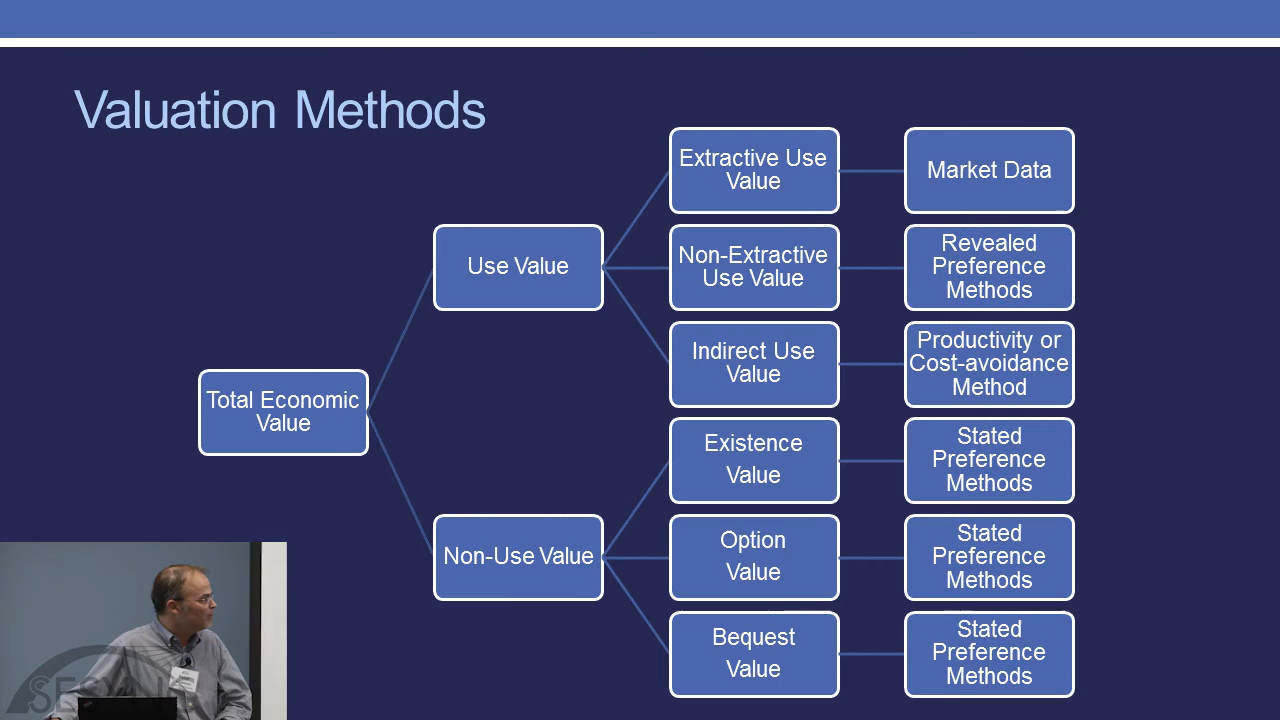 Valuation Methods
Extractive Use
Value
Market Data
Use Value
Non-Extractive
Use Value
Revealed
Preference
Methods
Indirect Use
Value
Productivity or
Cost-avoidance
Method
Total Economic
Value
Existence
Value
Stated
Preference
Methods
Non-Use Value
Option
Value
Stated
Preference
Methods
Bequest
Value
Stated
Preference
Methods